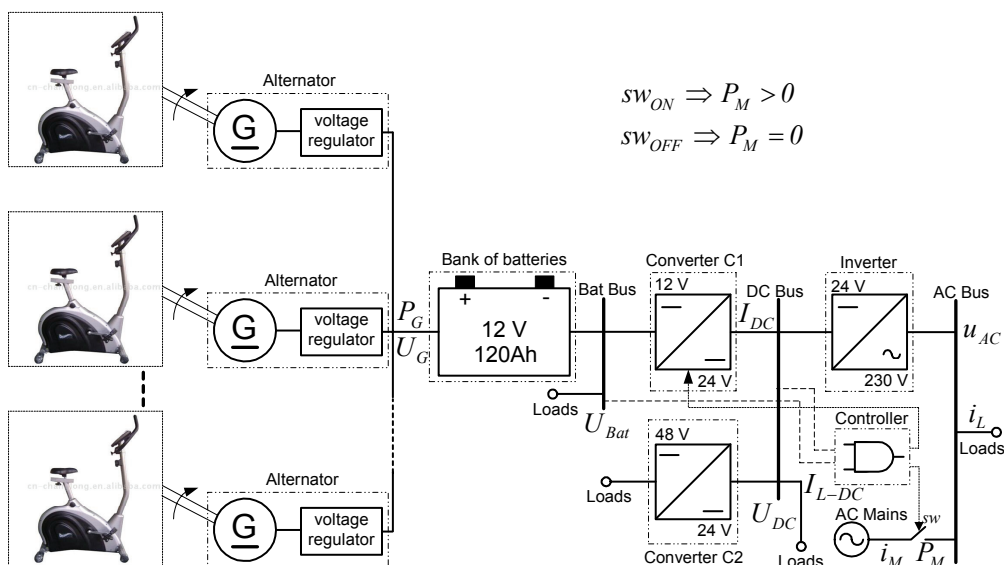 Alternator
G
voltage
regulator
sw_ON ⇒ P_M > 0
sw_OFF ⇒ P_M = 0
Alternator
G
voltage
regulator
P_G
U_G
Bank of batteries
+ -
12 V
120Ah
Bat Bus
Loads
U_Bat
Converter C1
12 V
24 V
I_DC
DC Bus
Inverter
24 V
230 V
AC Bus
u_AC
i_L
Loads
Controller
Alternator
G
voltage
regulator
Loads
48 V
24 V
Converter C2
U_DC
I_L-DC
Loads
AC Mains
sw
i_M
P_M